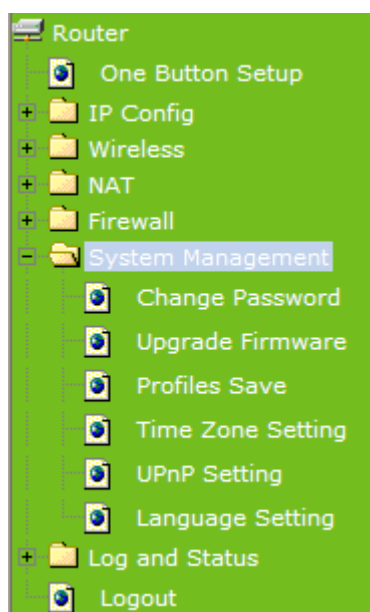 Router
One Button Setup
IP Config
Wireless
NAT
Firewall
System Management
Change Password
Upgrade Firmware
Profiles Save
Time Zone Setting
UPnP Setting
Language Setting
Log and Status
Logout